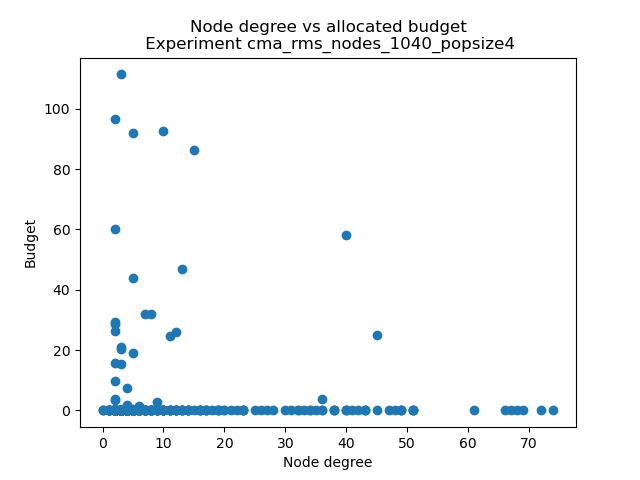 Node degree vs allocated budget
Experiment cma_rms_nodes_1040_popsize4
100
80
60
40
20
0
Budget
0 10 20 30 40 50 60 70
Node degree